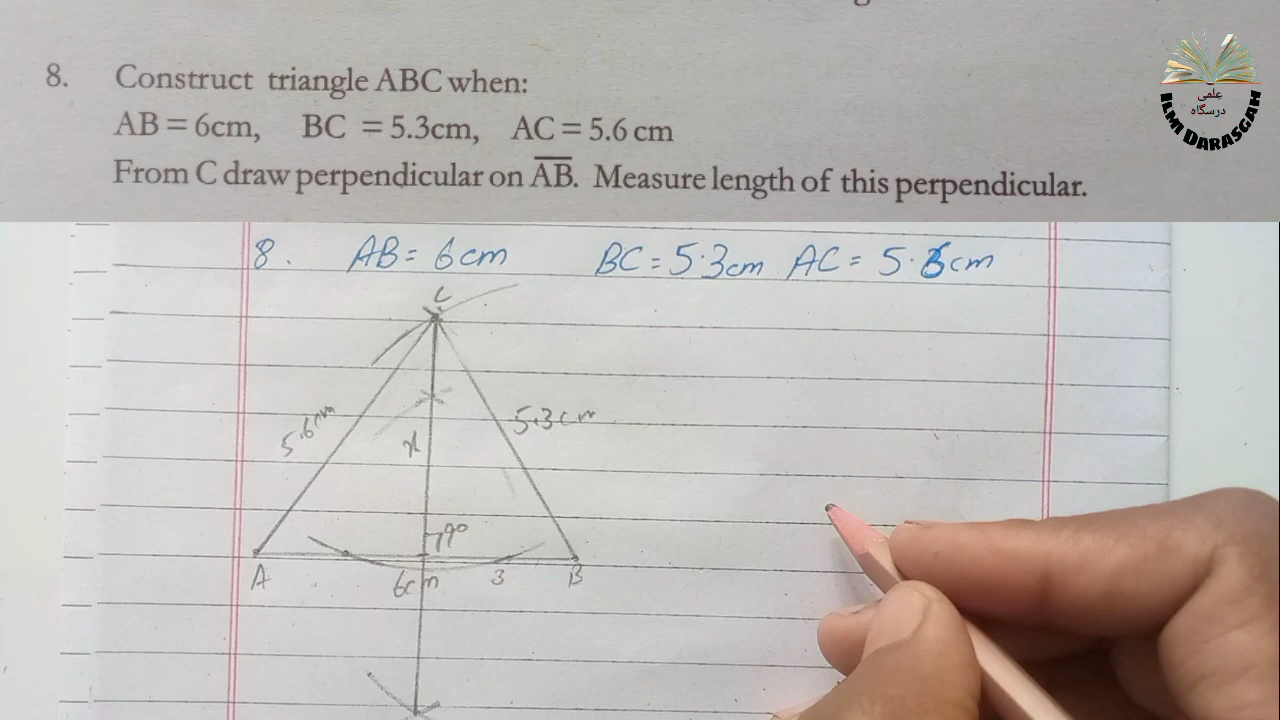 8. Construct triangle ABC when:
AB = 6cm, BC = 5.3cm, AC = 5.6 cm
From C draw perpendicular on AB. Measure length of this perpendicular.
علمی
درسگاه
ILMI DARASGAH
8. AB = 6cm BC = 5.3cm AC = 5.6cm
C
5.6cm
5.3cm
x
90
A
6cm
3
B